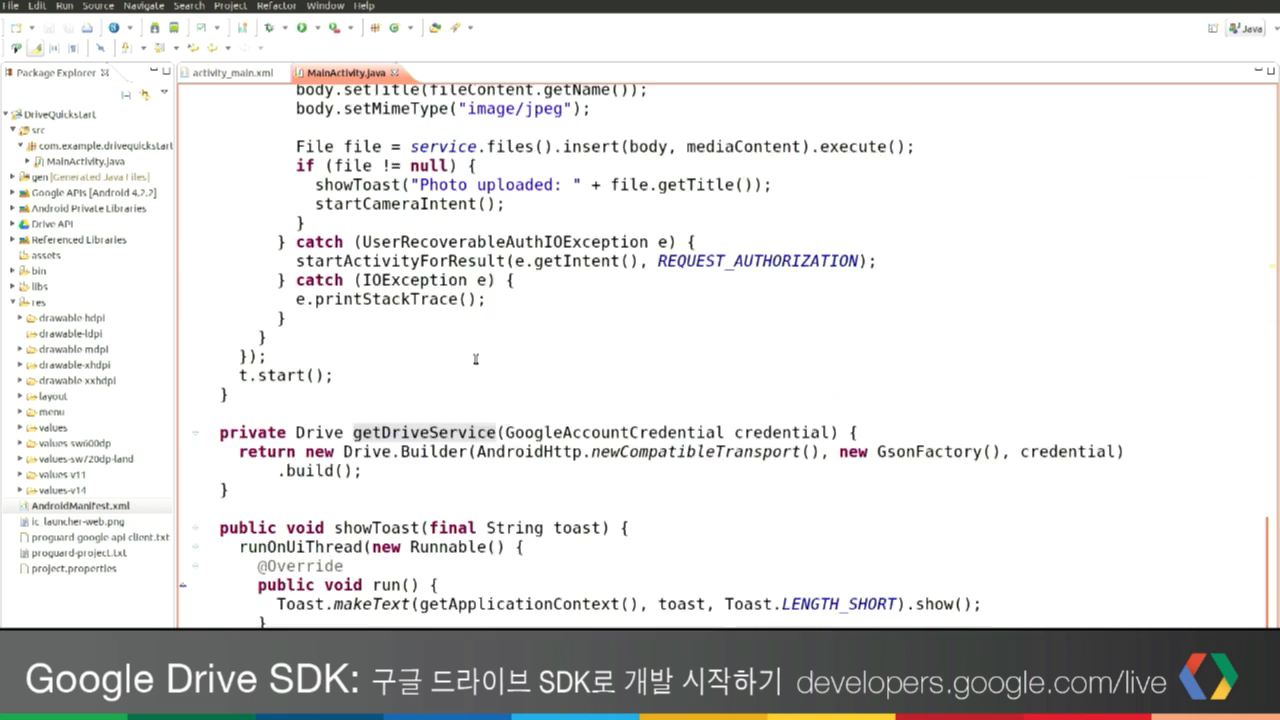 File Edit Run Source Navigate Search Project Refactor Window Help
Java
Package Explorer
activity_main.xml
MainActivity.java
DriveQuickstart
src
com.example.drivequickstart
MainActivity.java
gen [Generated Java Files]
Google APIs [Android 4.2.2]
Android Private Libraries
Drive API
Referenced Libraries
assets
bin
libs
res
drawable-hdpi
drawable-ldpi
drawable-mdpi
drawable-xhdpi
drawable-xxhdpi
layout
menu
values
values-sw600dp
values-sw720dp-land
values-v11
values-v14
AndroidManifest.xml
ic_launcher-web.png
proguard-google-api-client.txt
proguard-project.txt
project.properties
body.setTitle(fileContent.getName());
body.setMimeType("image/jpeg");
File file = service.files().insert(body, mediaContent).execute();
if (file != null) {
showToast("Photo uploaded: " + file.getTitle());
startCameraIntent();
}
} catch (UserRecoverableAuthIOException e) {
startActivityForResult(e.getIntent(), REQUEST_AUTHORIZATION);
} catch (IOException e) {
e.printStackTrace();
}
}
});
t.start();
}
private Drive getDriveService(GoogleAccountCredential credential) {
return new Drive.Builder(AndroidHttp.newCompatibleTransport(), new GsonFactory(), credential)
.build();
}
public void showToast(final String toast) {
runOnUiThread(new Runnable() {
@Override
public void run() {
Toast.makeText(getApplicationContext(), toast, Toast.LENGTH_SHORT).show();
}
Google Drive SDK: 구글 드라이브 SDK로 개발 시작하기 developers.google.com/live